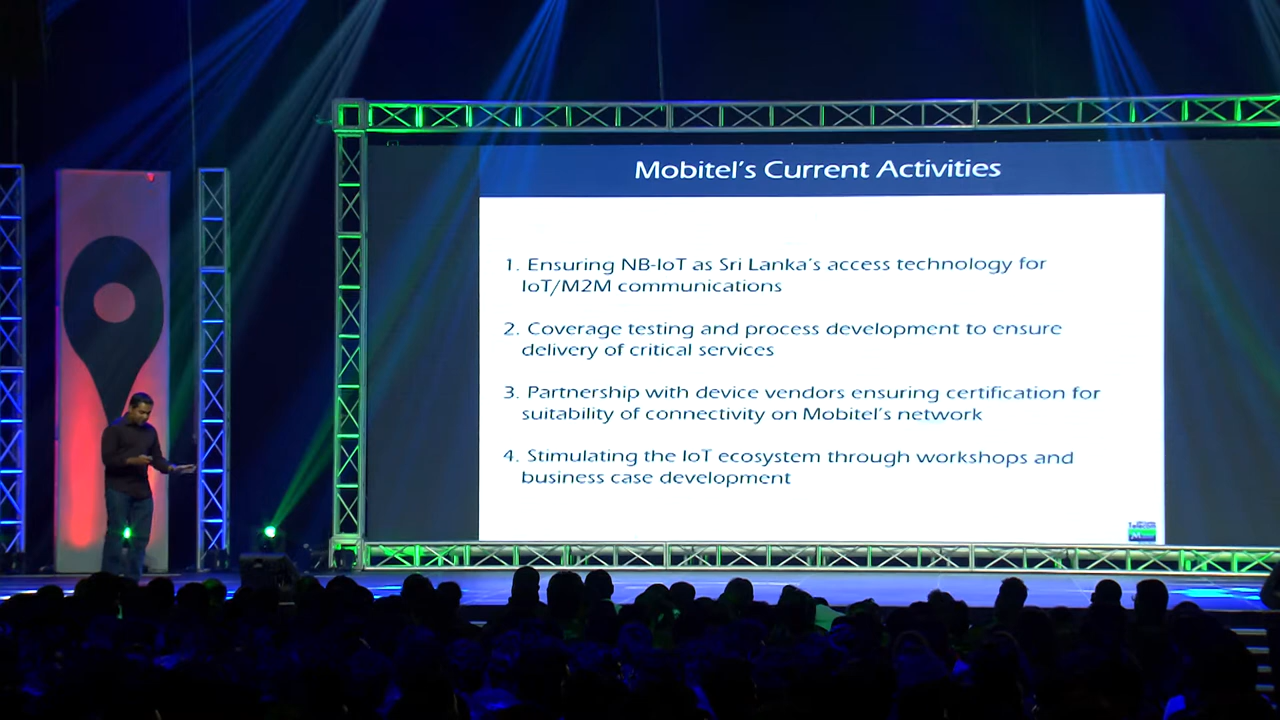 Mobitel's Current Activities
1. Ensuring NB-IoT as Sri Lanka's access technology for
IoT/M2M communications
2. Coverage testing and process development to ensure
delivery of critical services
3. Partnership with device vendors ensuring certification for
suitability of connectivity on Mobitel's network
4. Stimulating the IoT ecosystem through workshops and
business case development